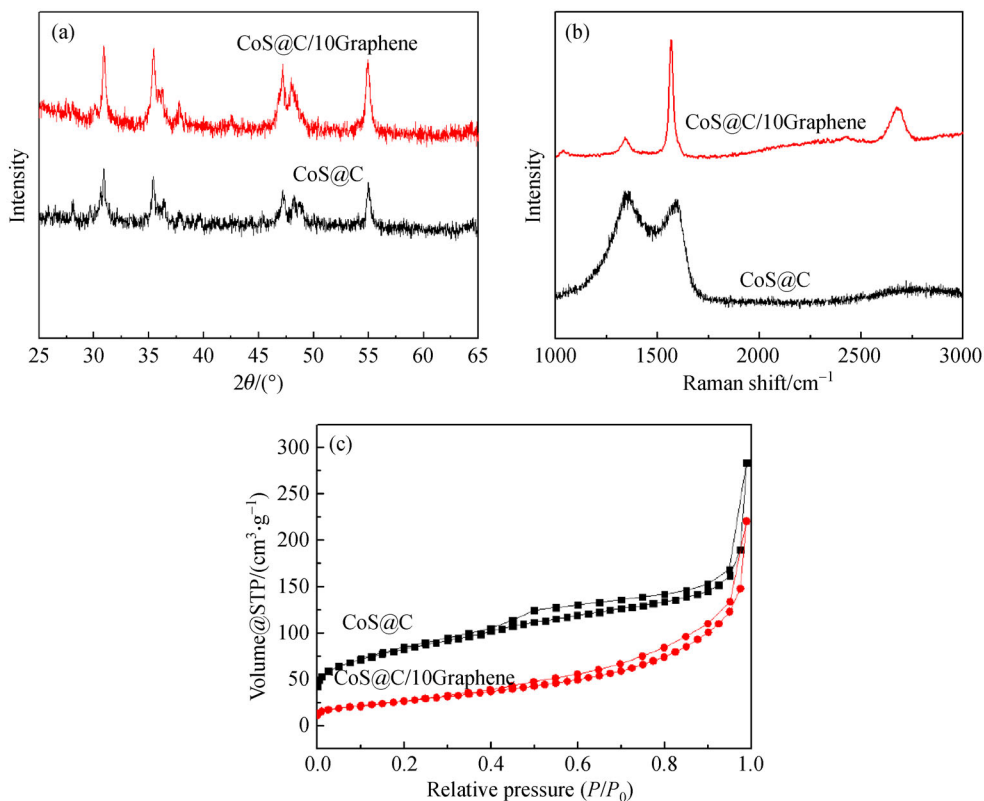 (a)
CoS@C/10Graphene
CoS@C
Intensity
25 30 35 40 45 50 55 60 65
2θ/(°)
(b)
CoS@C/10Graphene
CoS@C
Intensity
1000 1500 2000 2500 3000
Raman shift/cm⁻¹
(c)
300
250
200
150
100
50
0
CoS@C
CoS@C/10Graphene
Volume@STP/(cm³·g⁻¹)
0.0 0.2 0.4 0.6 0.8 1.0
Relative pressure (P/P₀)